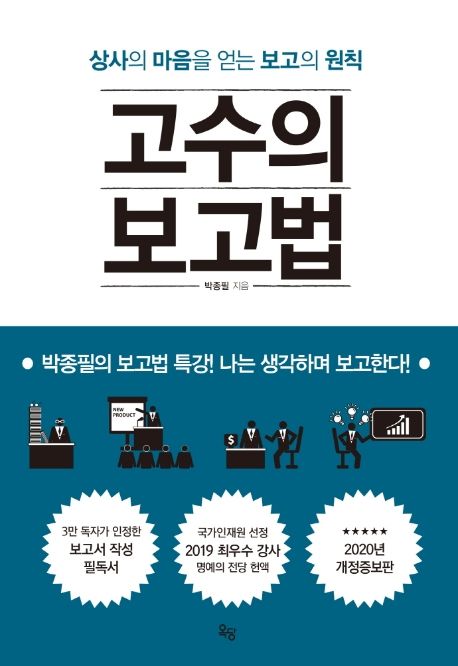 상사의 마음을 얻는 보고의 원칙
고수의
보고법
박종필 지음
● 박종필의 보고법 특강! 나는 생각하며 보고한다! ●
NEW
PRODUCT
$
3만 독자가 인정한
보고서 작성
필독서
국가인재원 선정
2019 최우수 강사
명예의 전당 헌액
★★★★★
2020년
개정증보판
옥당